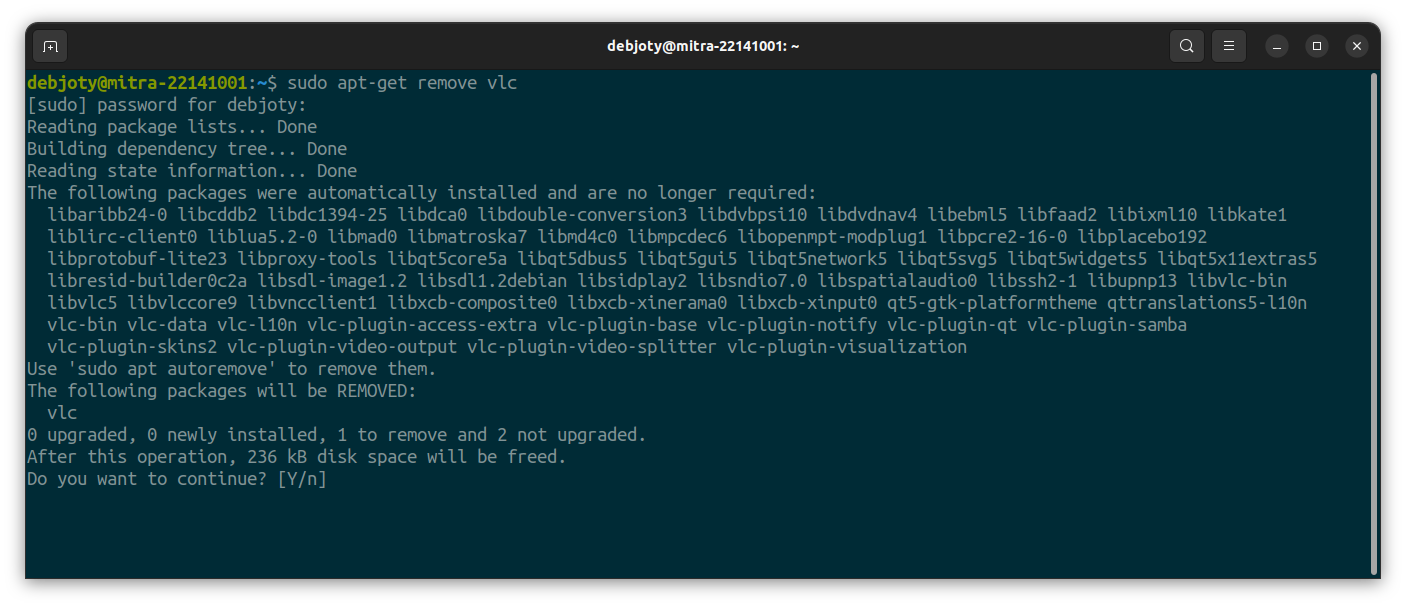 debjoty@mitra-22141001: ~
debjoty@mitra-22141001:~$ sudo apt-get remove vlc
[sudo] password for debjoty:
Reading package lists... Done
Building dependency tree... Done
Reading state information... Done
The following packages were automatically installed and are no longer required:
  libaribb24-0 libcddb2 libdc1394-25 libdca0 libdouble-conversion3 libdvbpsi10 libdvdnav4 libebml5 libfaad2 libixml10 libkate1
  liblirc-client0 liblua5.2-0 libmad0 libmatroska7 libmd4c0 libmpcdec6 libopenmpt-modplug1 libpcre2-16-0 libplacebo192
  libprotobuf-lite23 libproxy-tools libqt5core5a libqt5dbus5 libqt5gui5 libqt5network5 libqt5svg5 libqt5widgets5 libqt5x11extras5
  libresid-builder0c2a libsdl-image1.2 libsdl1.2debian libsidplay2 libsndio7.0 libspatialaudio0 libssh2-1 libupnp13 libvlc-bin
  libvlc5 libvlccore9 libvncclient1 libxcb-composite0 libxcb-xinerama0 libxcb-xinput0 qt5-gtk-platformtheme qttranslations5-l10n
  vlc-bin vlc-data vlc-l10n vlc-plugin-access-extra vlc-plugin-base vlc-plugin-notify vlc-plugin-qt vlc-plugin-samba
  vlc-plugin-skins2 vlc-plugin-video-output vlc-plugin-video-splitter vlc-plugin-visualization
Use 'sudo apt autoremove' to remove them.
The following packages will be REMOVED:
  vlc
0 upgraded, 0 newly installed, 1 to remove and 2 not upgraded.
After this operation, 236 kB disk space will be freed.
Do you want to continue? [Y/n]